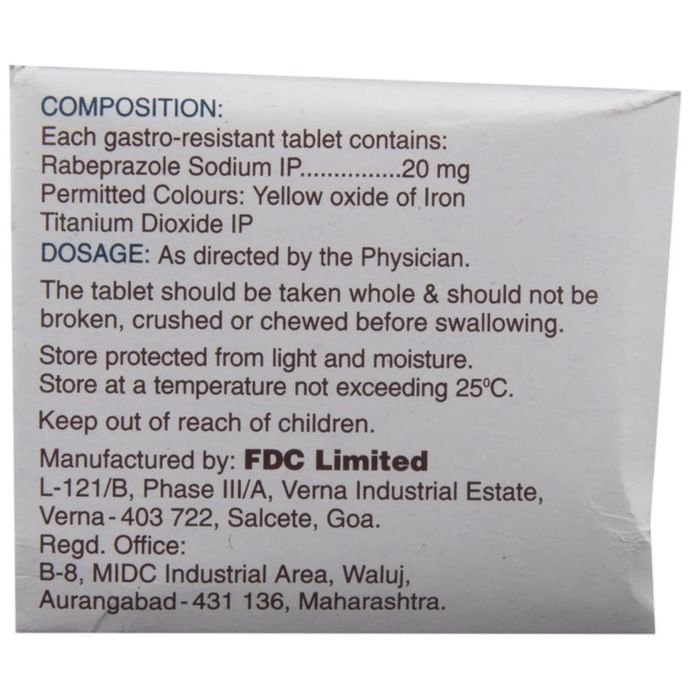 COMPOSITION:
Each gastro-resistant tablet contains:
Rabeprazole Sodium IP...............20 mg
Permitted Colours: Yellow oxide of Iron
Titanium Dioxide IP
DOSAGE: As directed by the Physician.
The tablet should be taken whole & should not be
broken, crushed or chewed before swallowing.
Store protected from light and moisture.
Store at a temperature not exceeding 25⁰C.
Keep out of reach of children.
Manufactured by: FDC Limited
L-121/B, Phase III/A, Verna Industrial Estate,
Verna - 403 722, Salcete, Goa.
Regd. Office:
B-8, MIDC Industrial Area, Waluj,
Aurangabad - 431 136, Maharashtra.